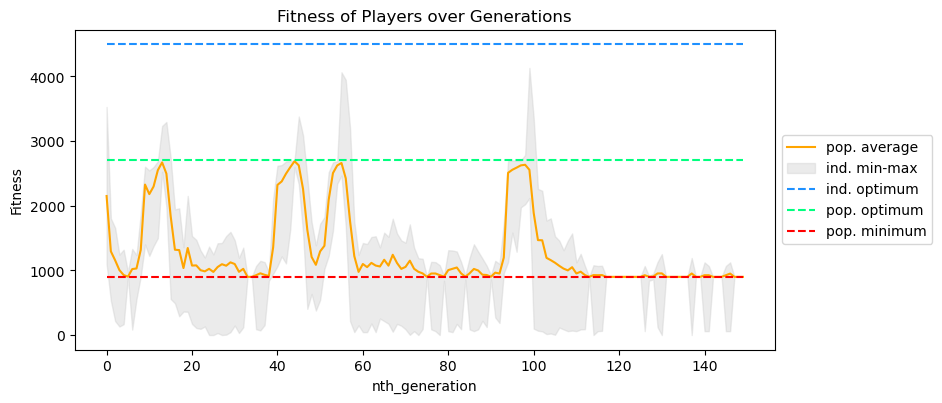 Fitness of Players over Generations
Fitness
4000
3000
2000
1000
0
0 20 40 60 80 100 120 140
nth_generation
pop. average
ind. min-max
ind. optimum
pop. optimum
pop. minimum